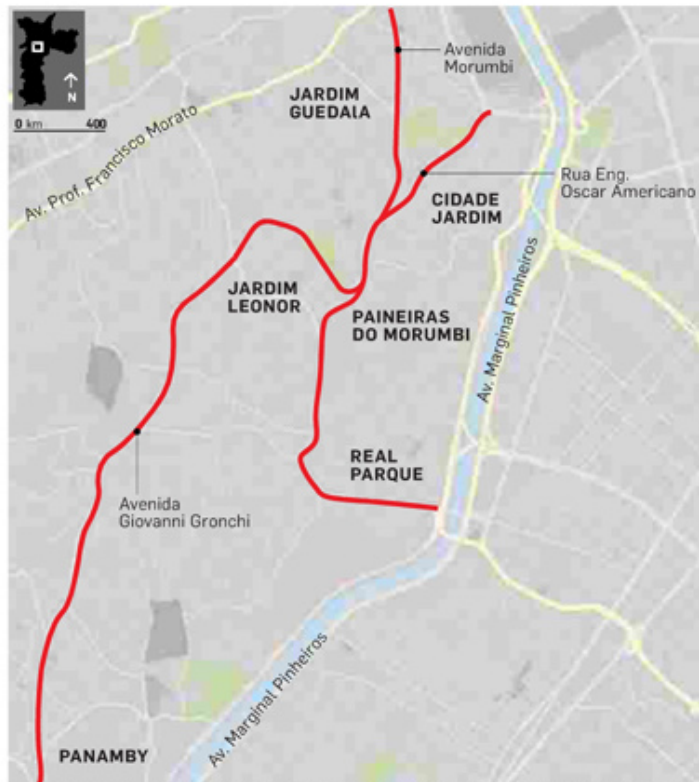 N
0 km 400
Avenida
Morumbi
JARDIM
GUEDALA
Av. Prof. Francisco Morato
Rua Eng.
Oscar Americano
CIDADE
JARDIM
JARDIM
LEONOR
PAINEIRAS
DO MORUMBI
Av. Marginal Pinheiros
REAL
PARQUE
Avenida
Giovanni Gronchi
Av. Marginal Pinheiros
PANAMBY